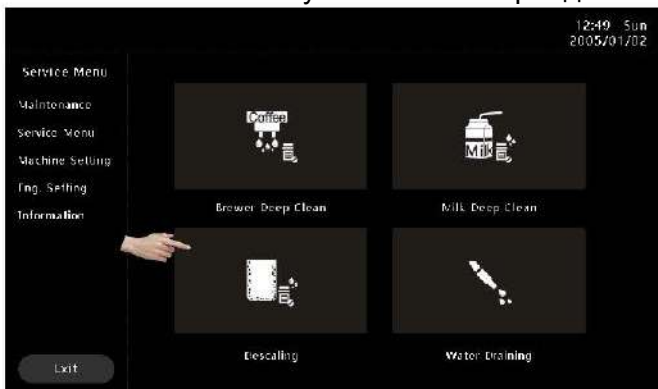 12:49 Sun
2005/01/02
Service Menu
Maintenance
Service Menu
Machine Setting
Eng. Setting
Information
Coffee
Milk
Brewer Deep Clean
Milk Deep Clean
Descaling
Water Draining
Exit